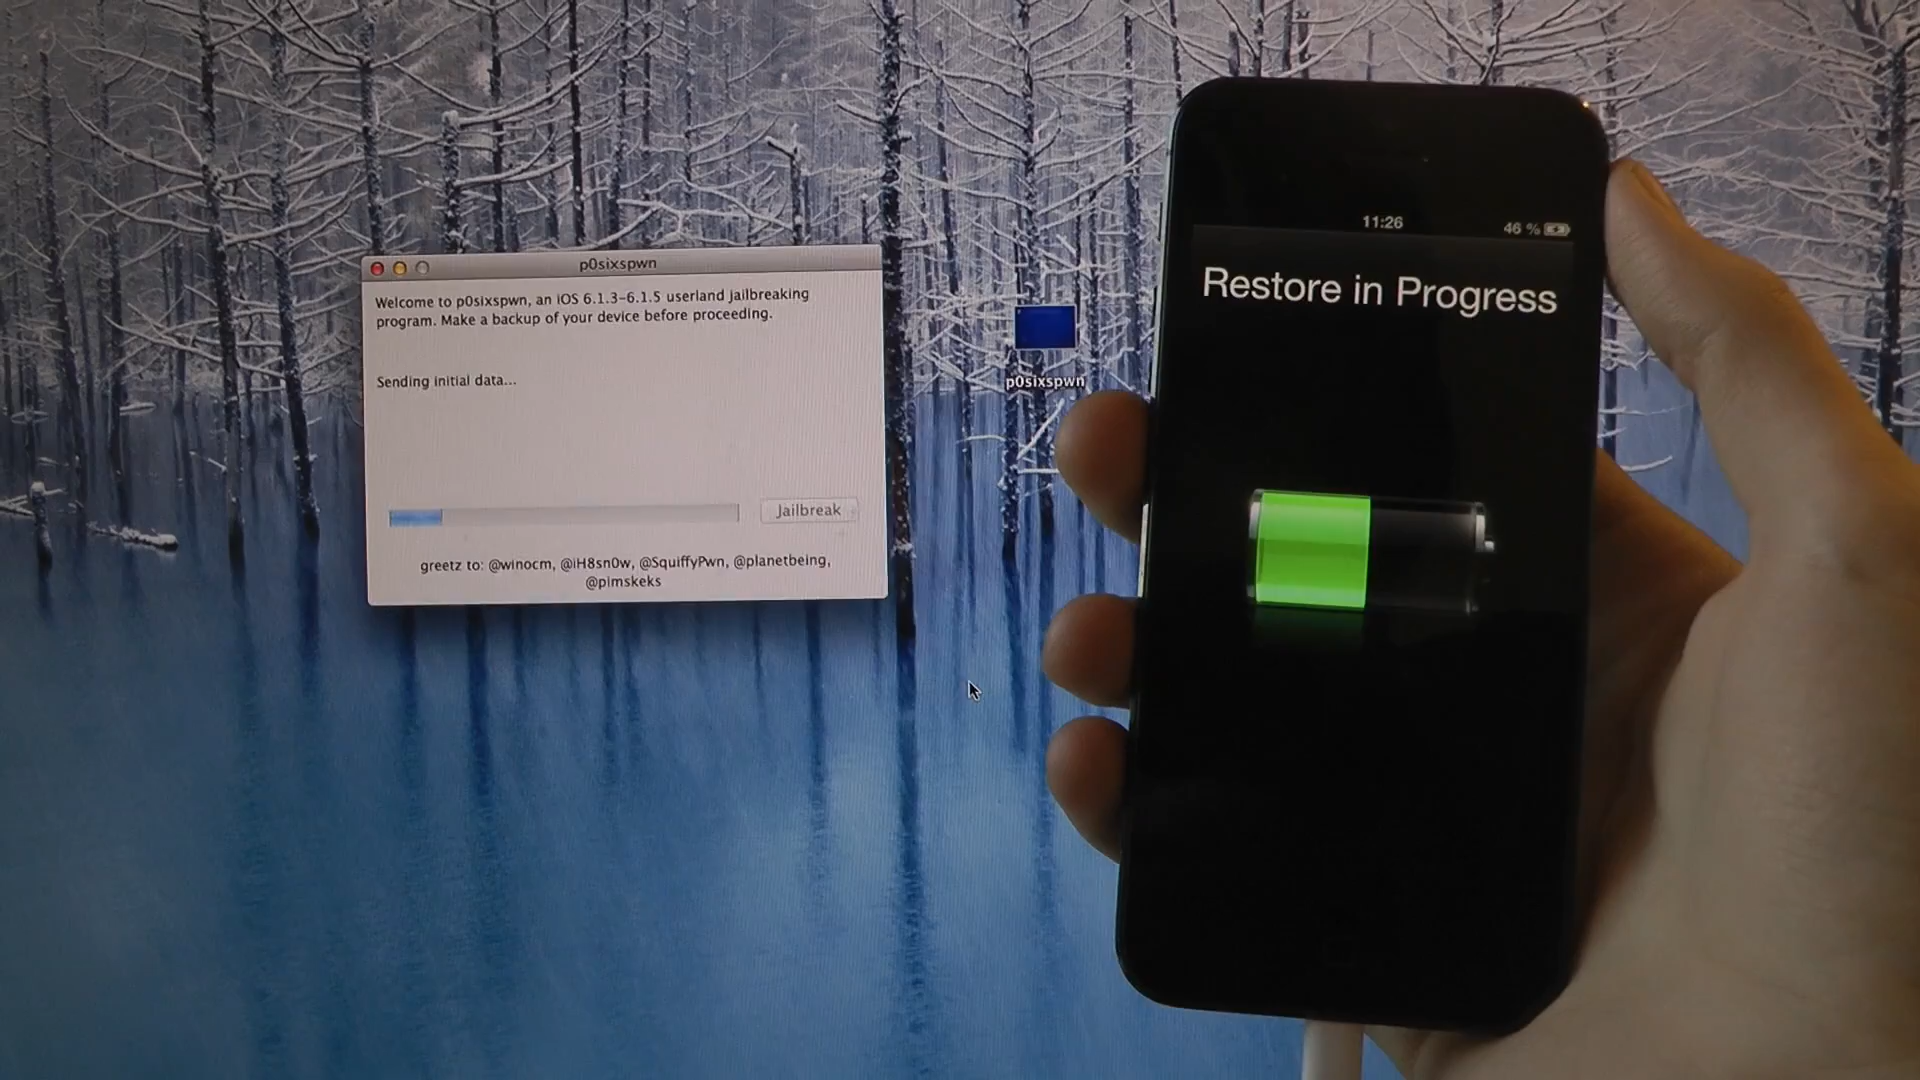 p0sixspwn
Welcome to p0sixspwn, an iOS 6.1.3-6.1.5 userland jailbreaking
program. Make a backup of your device before proceeding.
Sending initial data...
Jailbreak
greetz to: @winocm, @iH8sn0w, @SquiffyPwn, @planetbeing,
@pimskeks
p0sixspwn
11:26
46 %
Restore in Progress